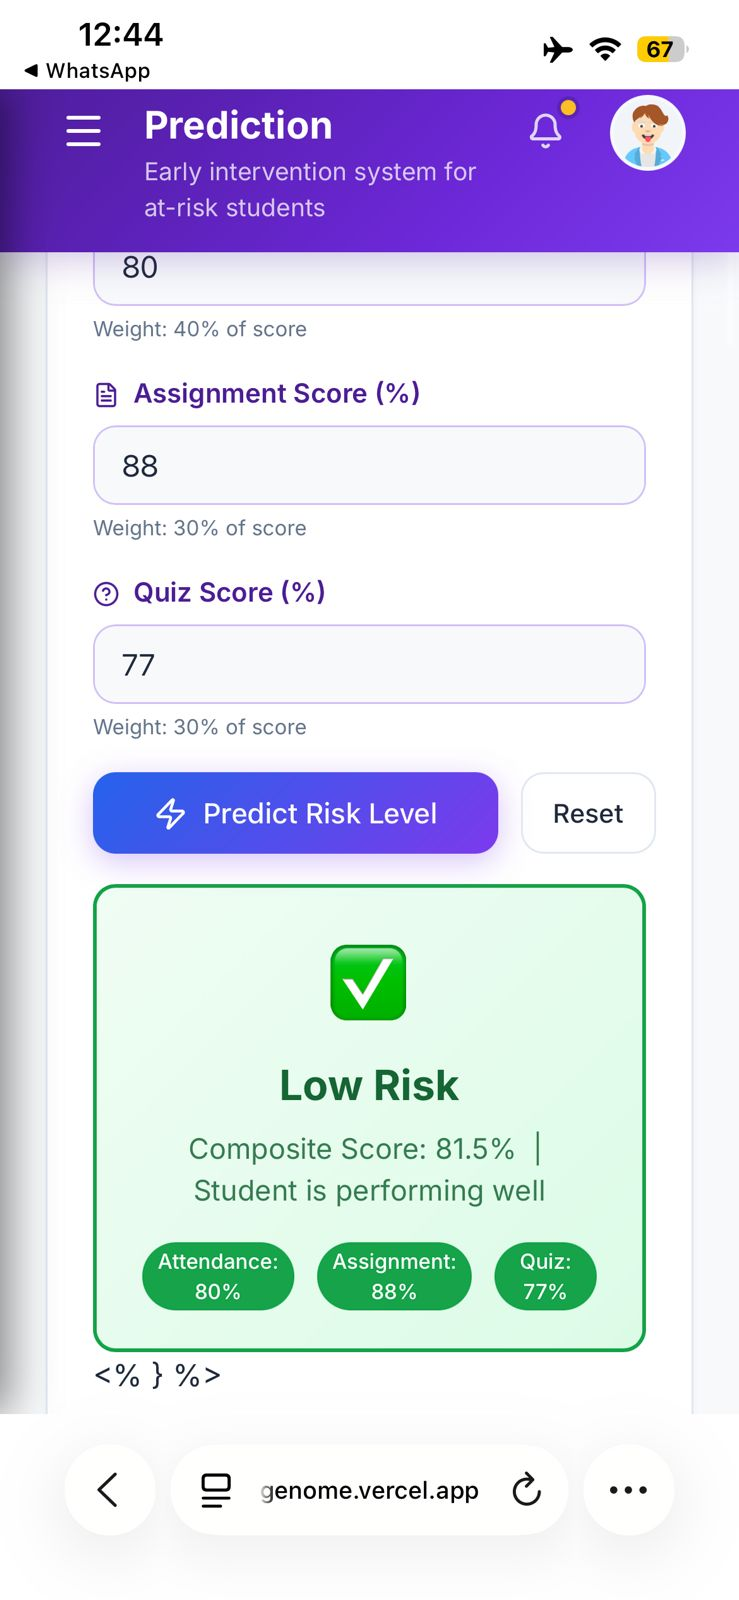 12:44
WhatsApp
67
Prediction
Early intervention system for
at-risk students
80
Weight: 40% of score
Assignment Score (%)
88
Weight: 30% of score
Quiz Score (%)
77
Weight: 30% of score
Predict Risk Level
Reset
Low Risk
Composite Score: 81.5% |
Student is performing well
Attendance:
80%
Assignment:
88%
Quiz:
77%
<% } %>
genome.vercel.app